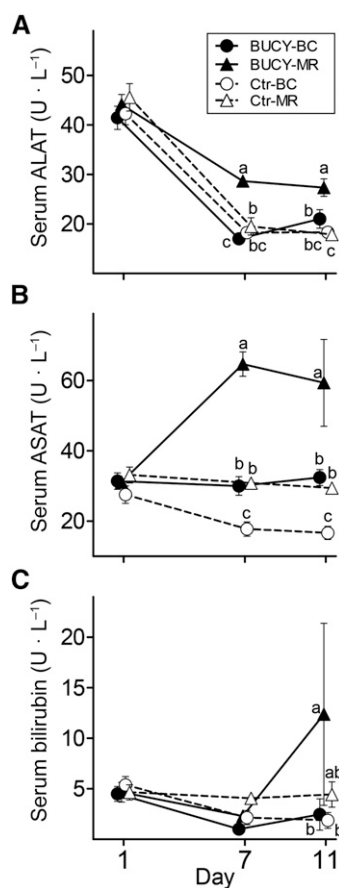 A
BUCY-BC
BUCY-MR
Ctr-BC
Ctr-MR
Serum ALAT (U · L⁻¹)
50
40
30
20
a
a
b
b
c
bc
bc
c
B
Serum ASAT (U · L⁻¹)
60
40
20
a
a
b
b
b
b
c
c
C
Serum bilirubin (U · L⁻¹)
20
15
10
5
a
ab
b
b
1
7
11
Day